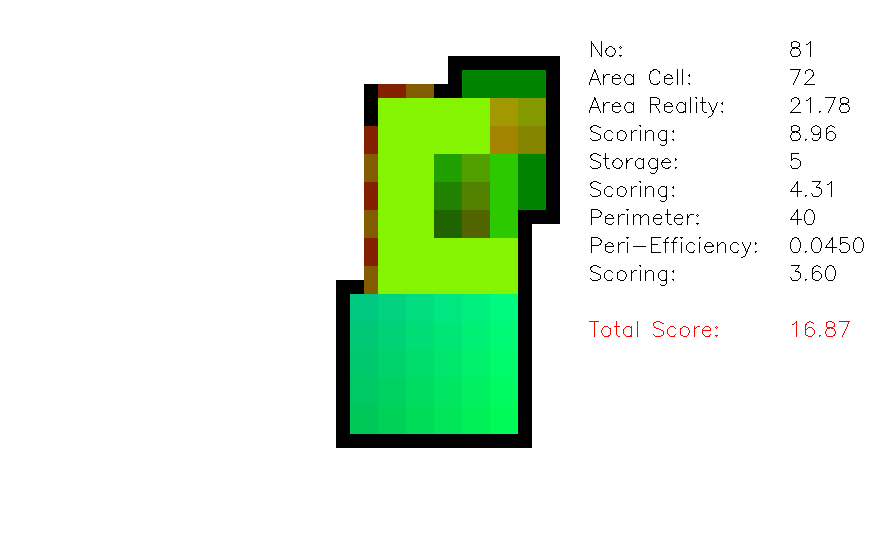 No: 81
Area Cell: 72
Area Reality: 21.78
Scoring: 8.96
Storage: 5
Scoring: 4.31
Perimeter: 40
Peri-Efficiency: 0.0450
Scoring: 3.60
Total Score: 16.87